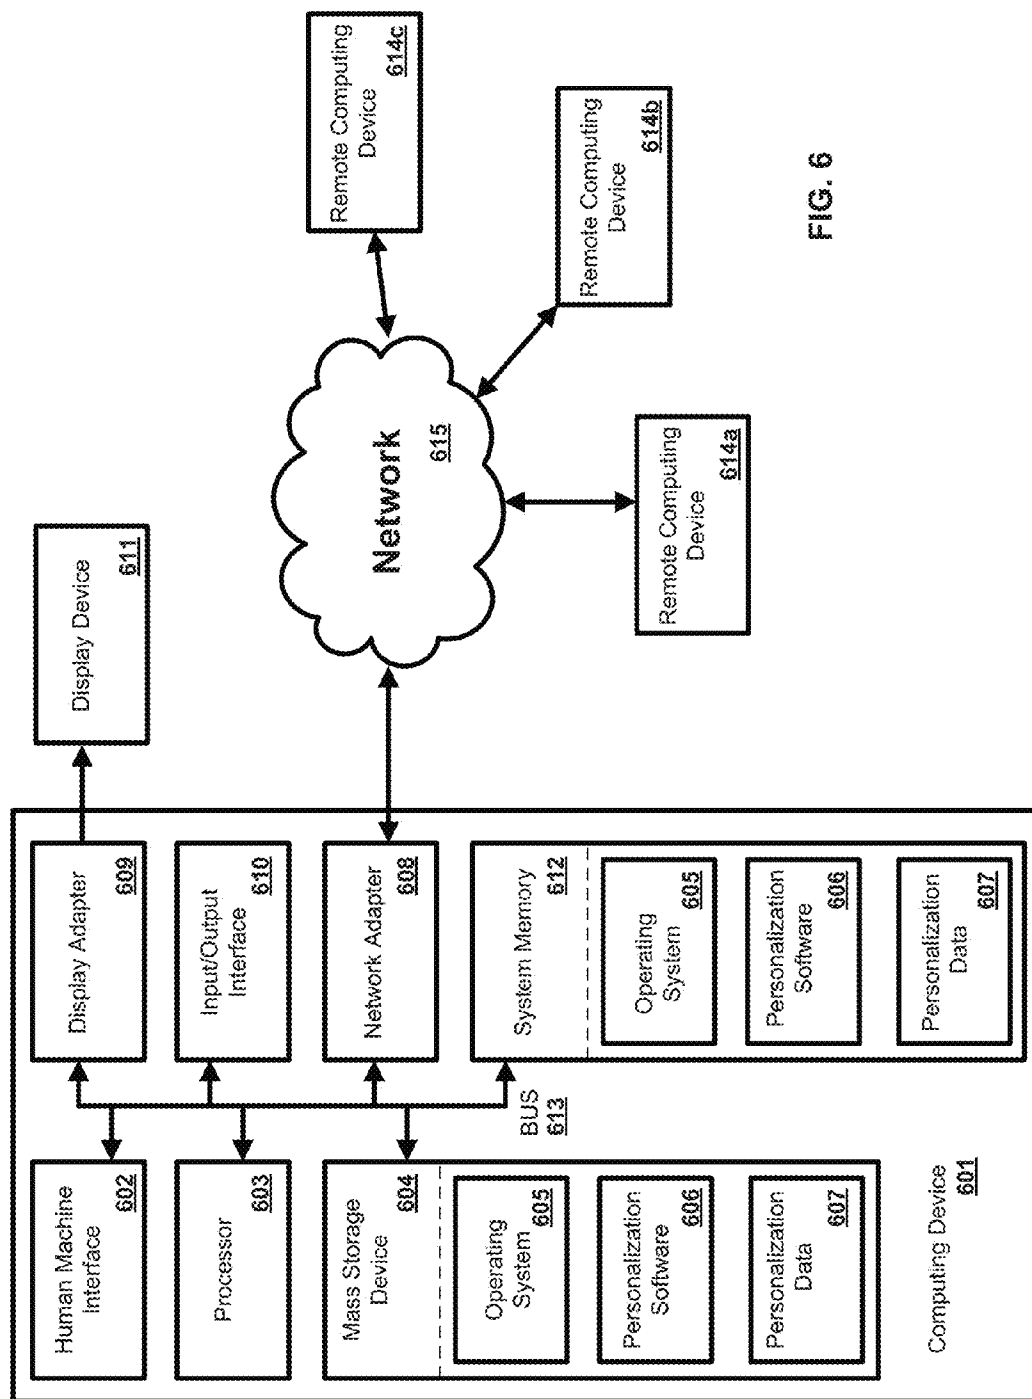 Human Machine
Interface
602
Processor
603
Mass Storage
Device
604
Operating
System
605
Personalization
Software
606
Personalization
Data
607
Computing Device
601
BUS
613
Display Adapter
609
Input/Output
Interface
610
Network Adapter
608
System Memory
612
Operating
System
605
Personalization
Software
606
Personalization
Data
607
Display Device
611
Network
615
Remote Computing
Device
614a
Remote Computing
Device
614b
Remote Computing
Device
614c
FIG. 6